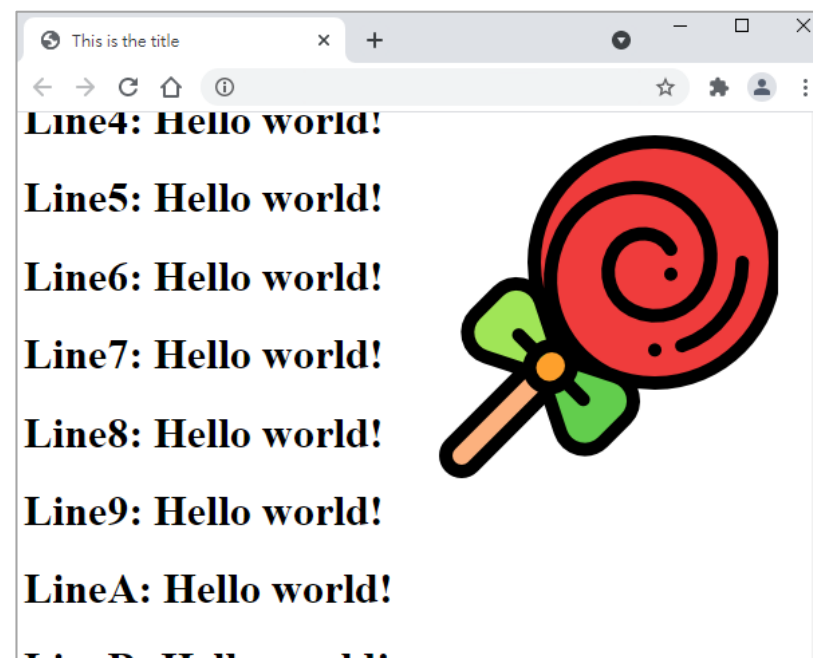 This is the title
Line4: Hello world!
Line5: Hello world!
Line6: Hello world!
Line7: Hello world!
Line8: Hello world!
Line9: Hello world!
LineA: Hello world!